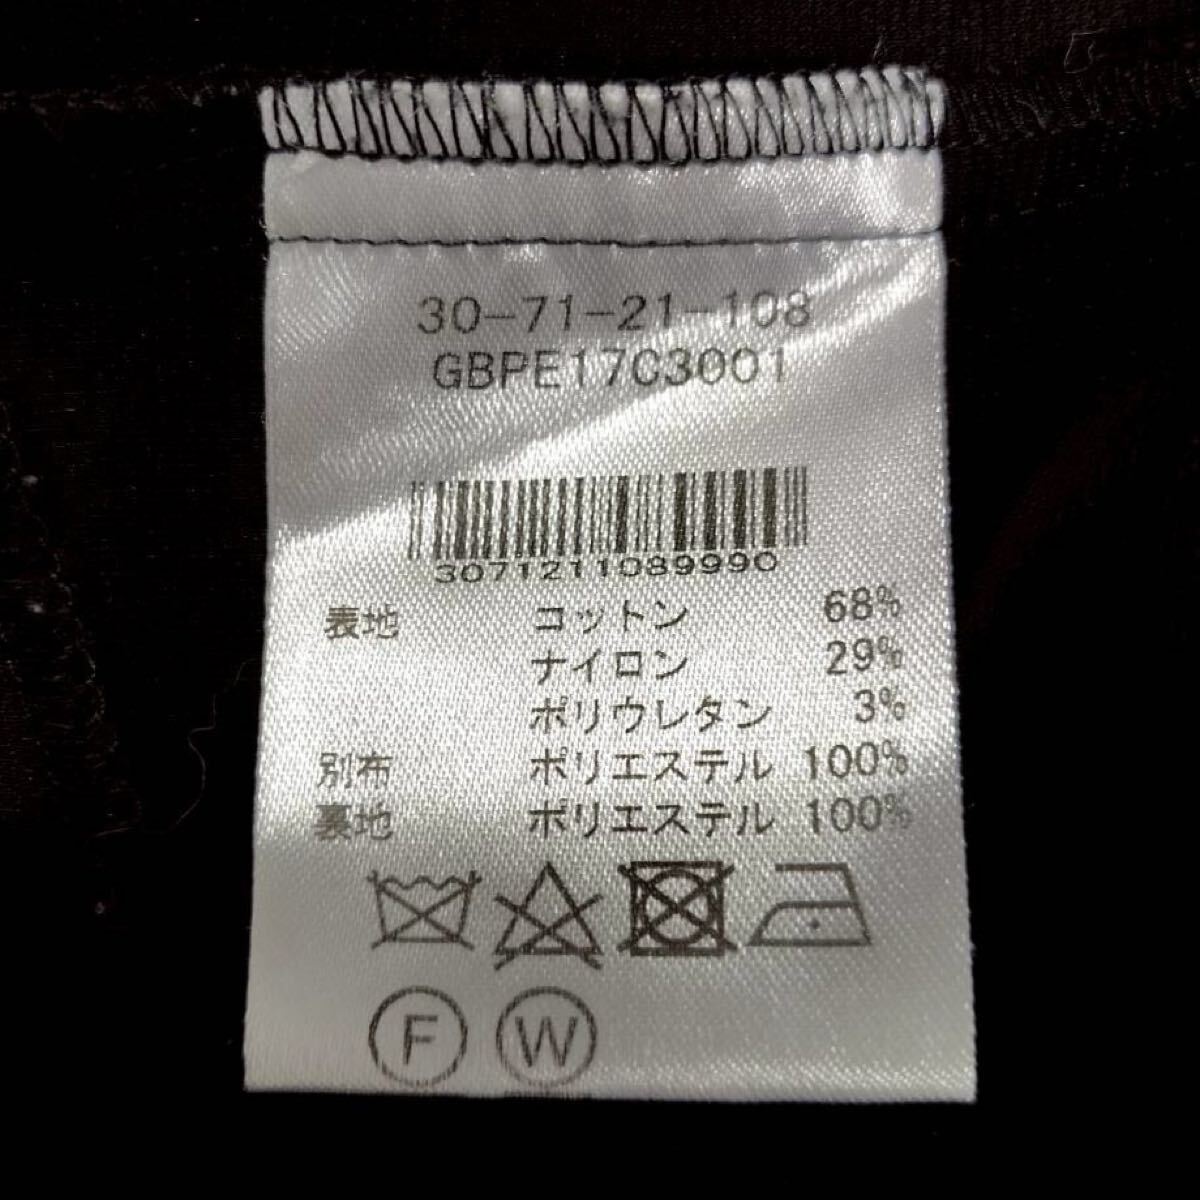 30-71-21-108
GBPE17C3001
3071211089990
表地 コットン 68%
ナイロン 29%
ポリウレタン 3%
別布 ポリエステル 100%
裏地 ポリエステル 100%
F W